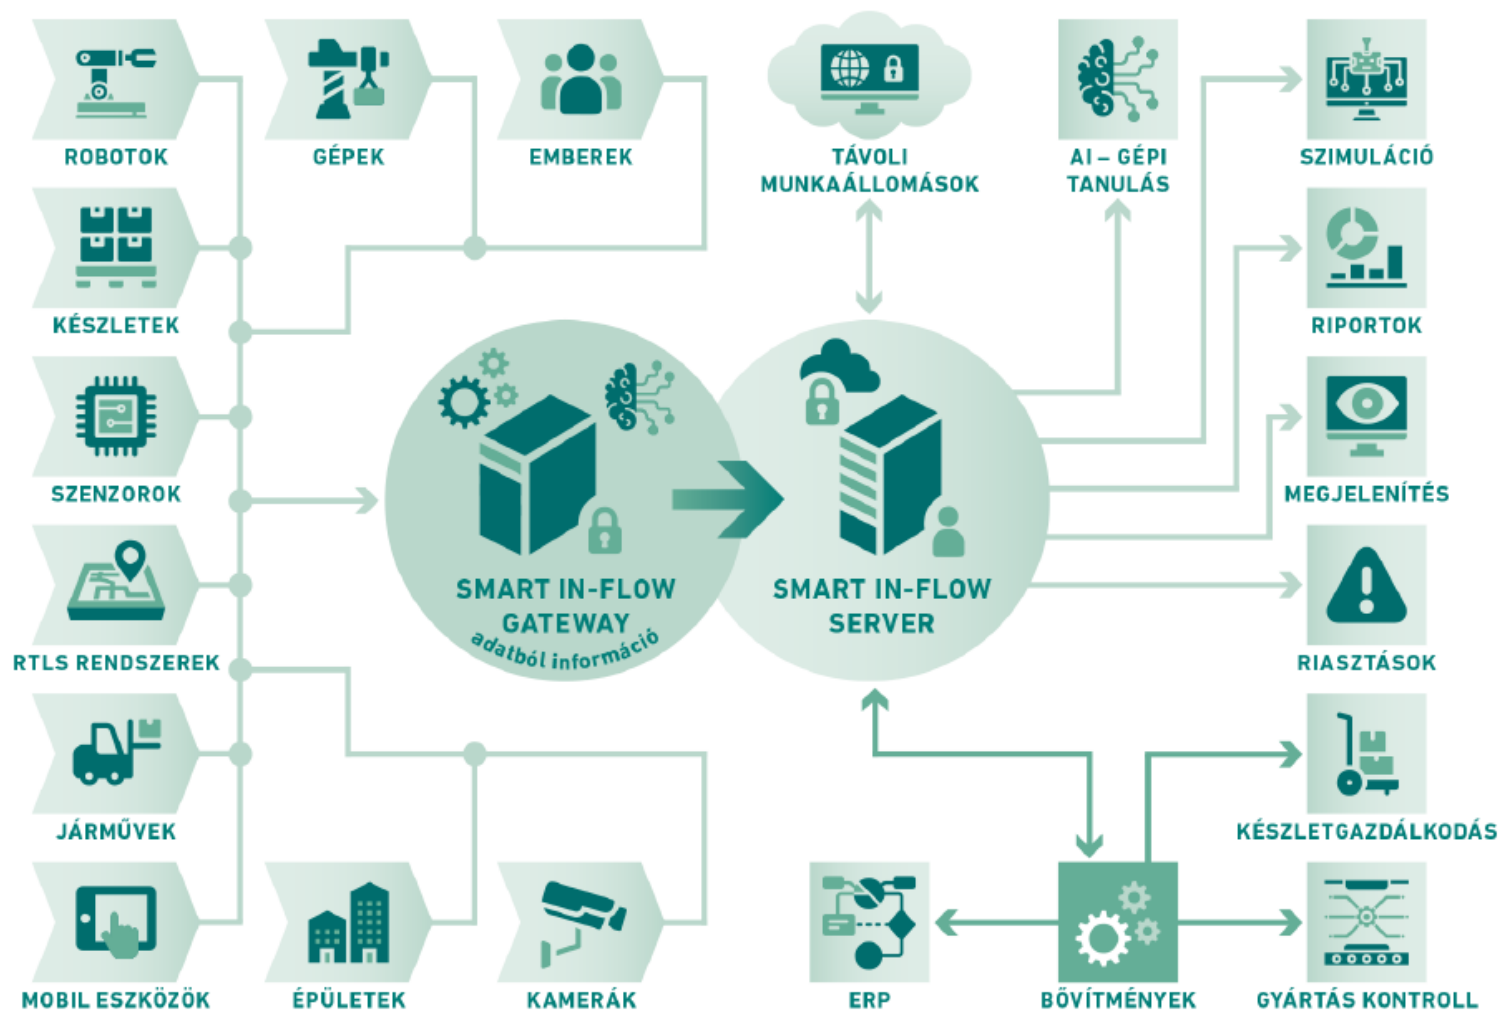 ROBOTOK
GÉPEK
EMBEREK
TÁVOLI
MUNKAÁLLOMÁSOK
AI – GÉPI
TANULÁS
SZIMULÁCIÓ
KÉSZLETEK
RIPORTOK
SZENZOROK
MEGJELENÍTÉS
SMART IN-FLOW
GATEWAY
adatból információ
SMART IN-FLOW
SERVER
RTLS RENDSZEREK
RIASZTÁSOK
JÁRMŰVEK
KÉSZLETGAZDÁLKODÁS
MOBIL ESZKÖZÖK
ÉPÜLETEK
KAMERÁK
ERP
BŐVÍTMÉNYEK
GYÁRTÁS KONTROLL